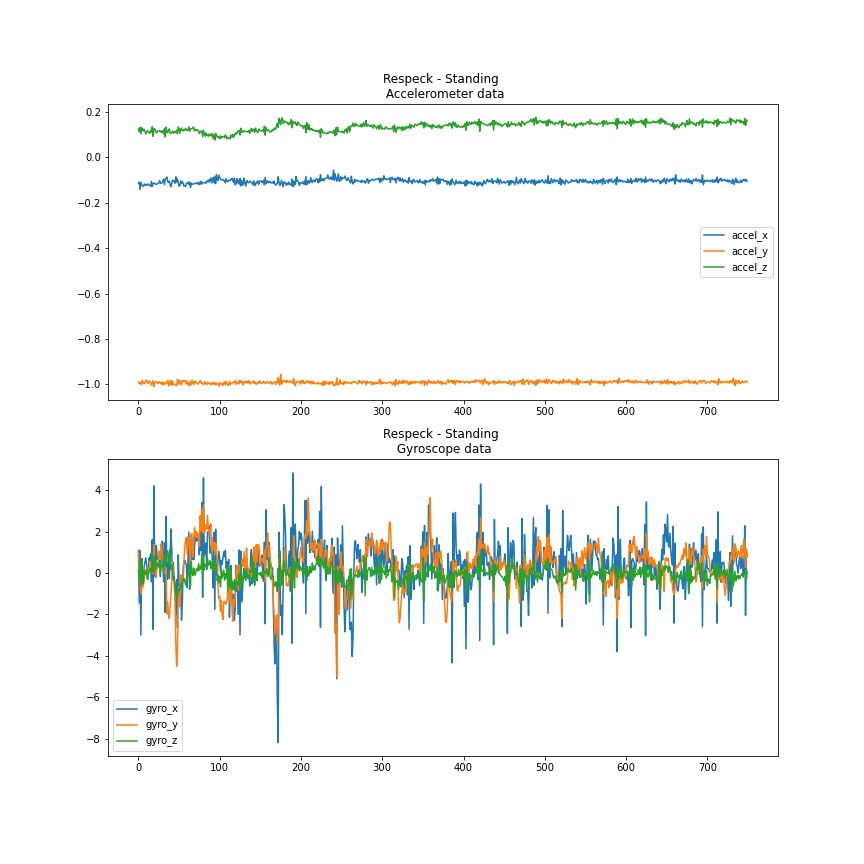 Respeck - Standing
Accelerometer data
0.2
0.0
−0.2
−0.4
−0.6
−0.8
−1.0
accel_x
accel_y
accel_z
0 100 200 300 400 500 600 700
Respeck - Standing
Gyroscope data
4
2
0
−2
−4
−6
−8
gyro_x
gyro_y
gyro_z
0 100 200 300 400 500 600 700